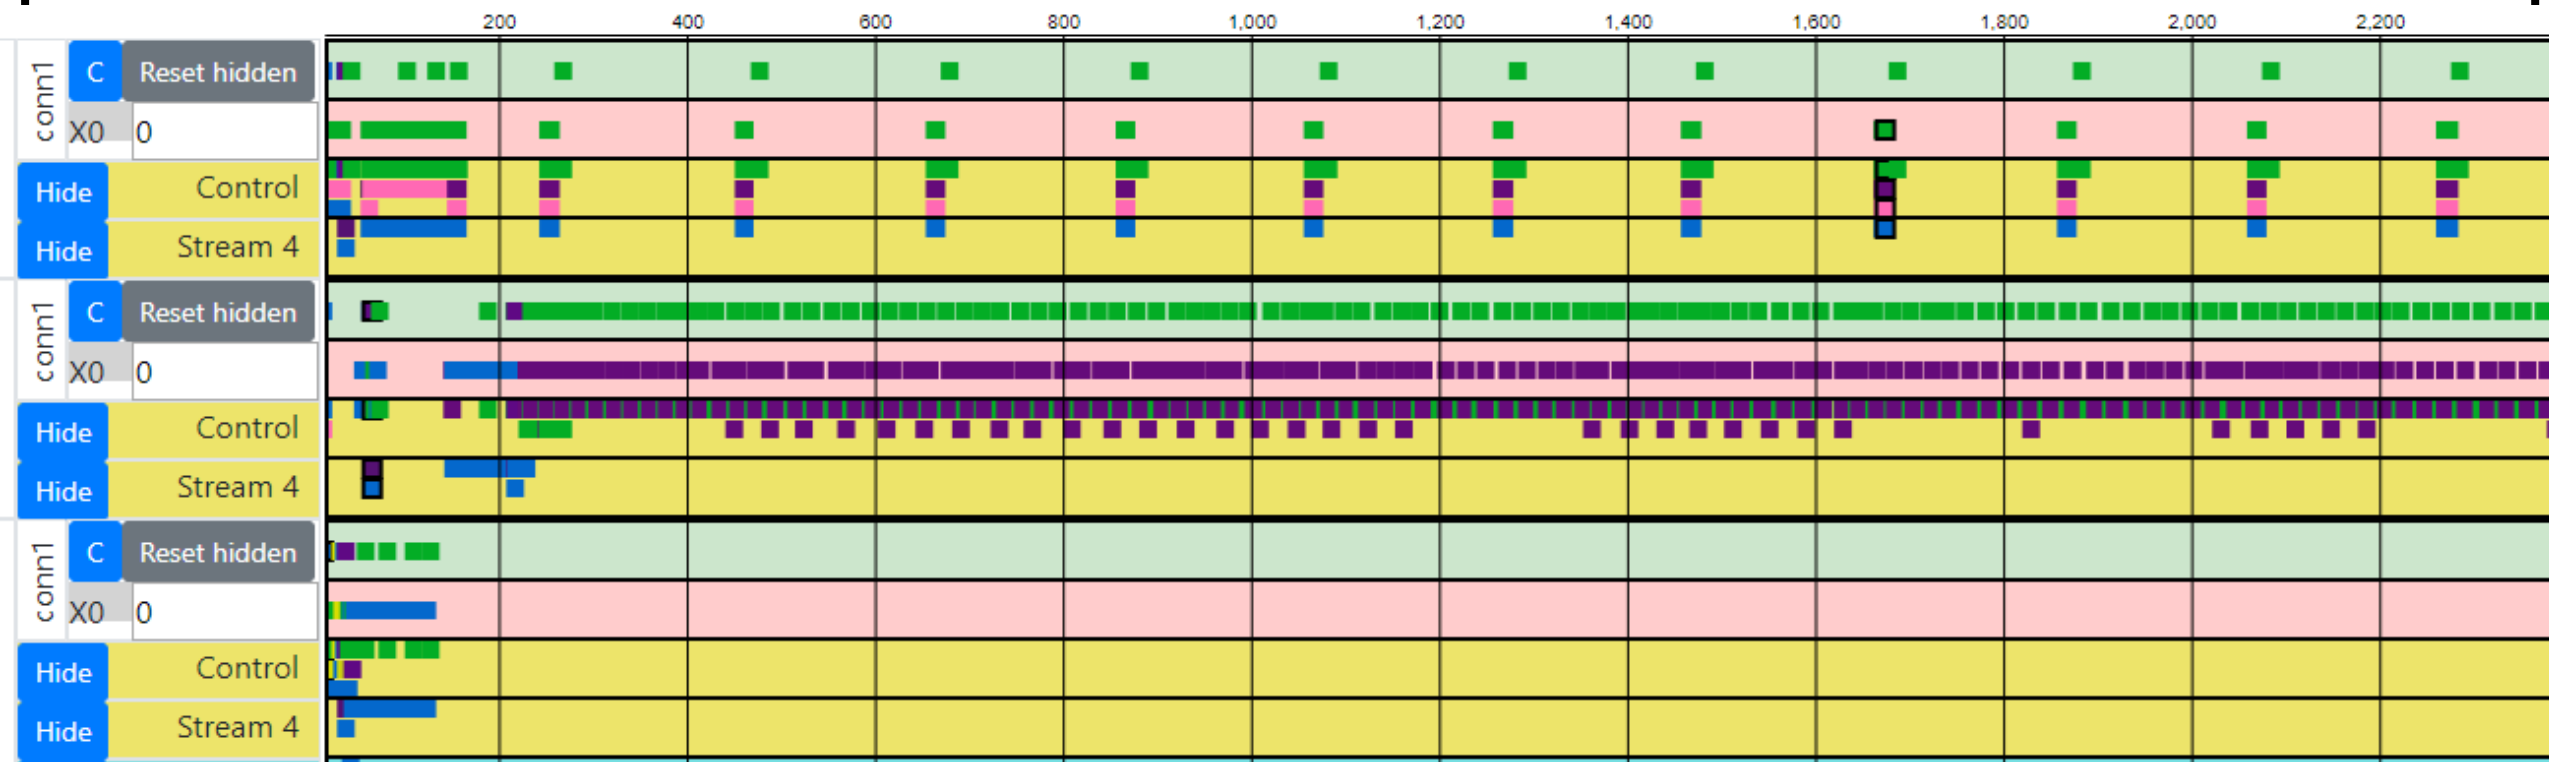 200 400 600 800 1,000 1,200 1,400 1,600 1,800 2,000 2,200
conn1 C Reset hidden
X0 0
Hide Control
Hide Stream 4
conn1 C Reset hidden
X0 0
Hide Control
Hide Stream 4
conn1 C Reset hidden
X0 0
Hide Control
Hide Stream 4